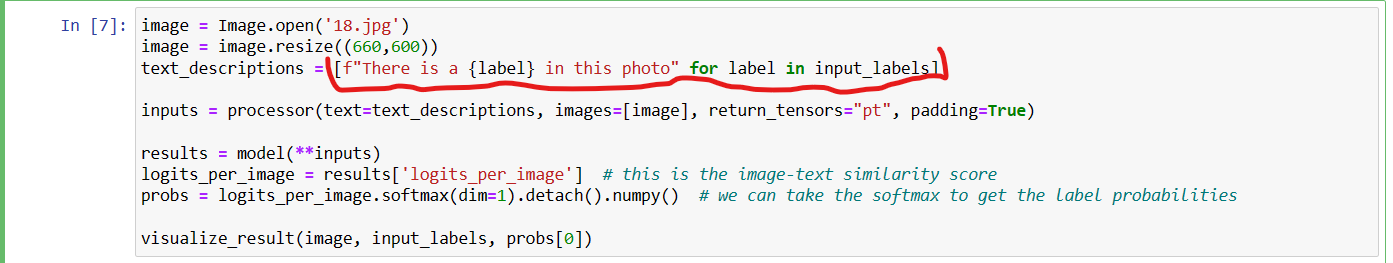 In [7]: image = Image.open('18.jpg')
image = image.resize((660,600))
text_descriptions = [f"There is a {label} in this photo" for label in input_labels]
inputs = processor(text=text_descriptions, images=[image], return_tensors="pt", padding=True)
results = model(**inputs)
logits_per_image = results['logits_per_image']  # this is the image-text similarity score
probs = logits_per_image.softmax(dim=1).detach().numpy()  # we can take the softmax to get the label probabilities
visualize_result(image, input_labels, probs[0])